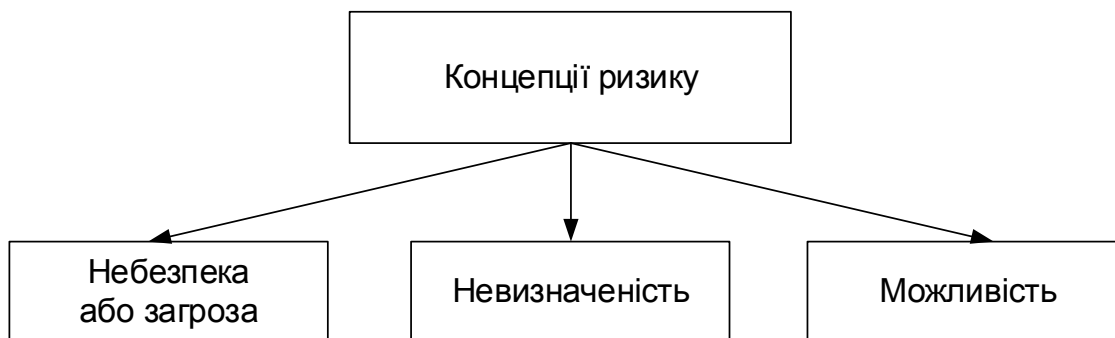 Концепції ризику
Небезпека
або загроза
Невизначеність
Можливість